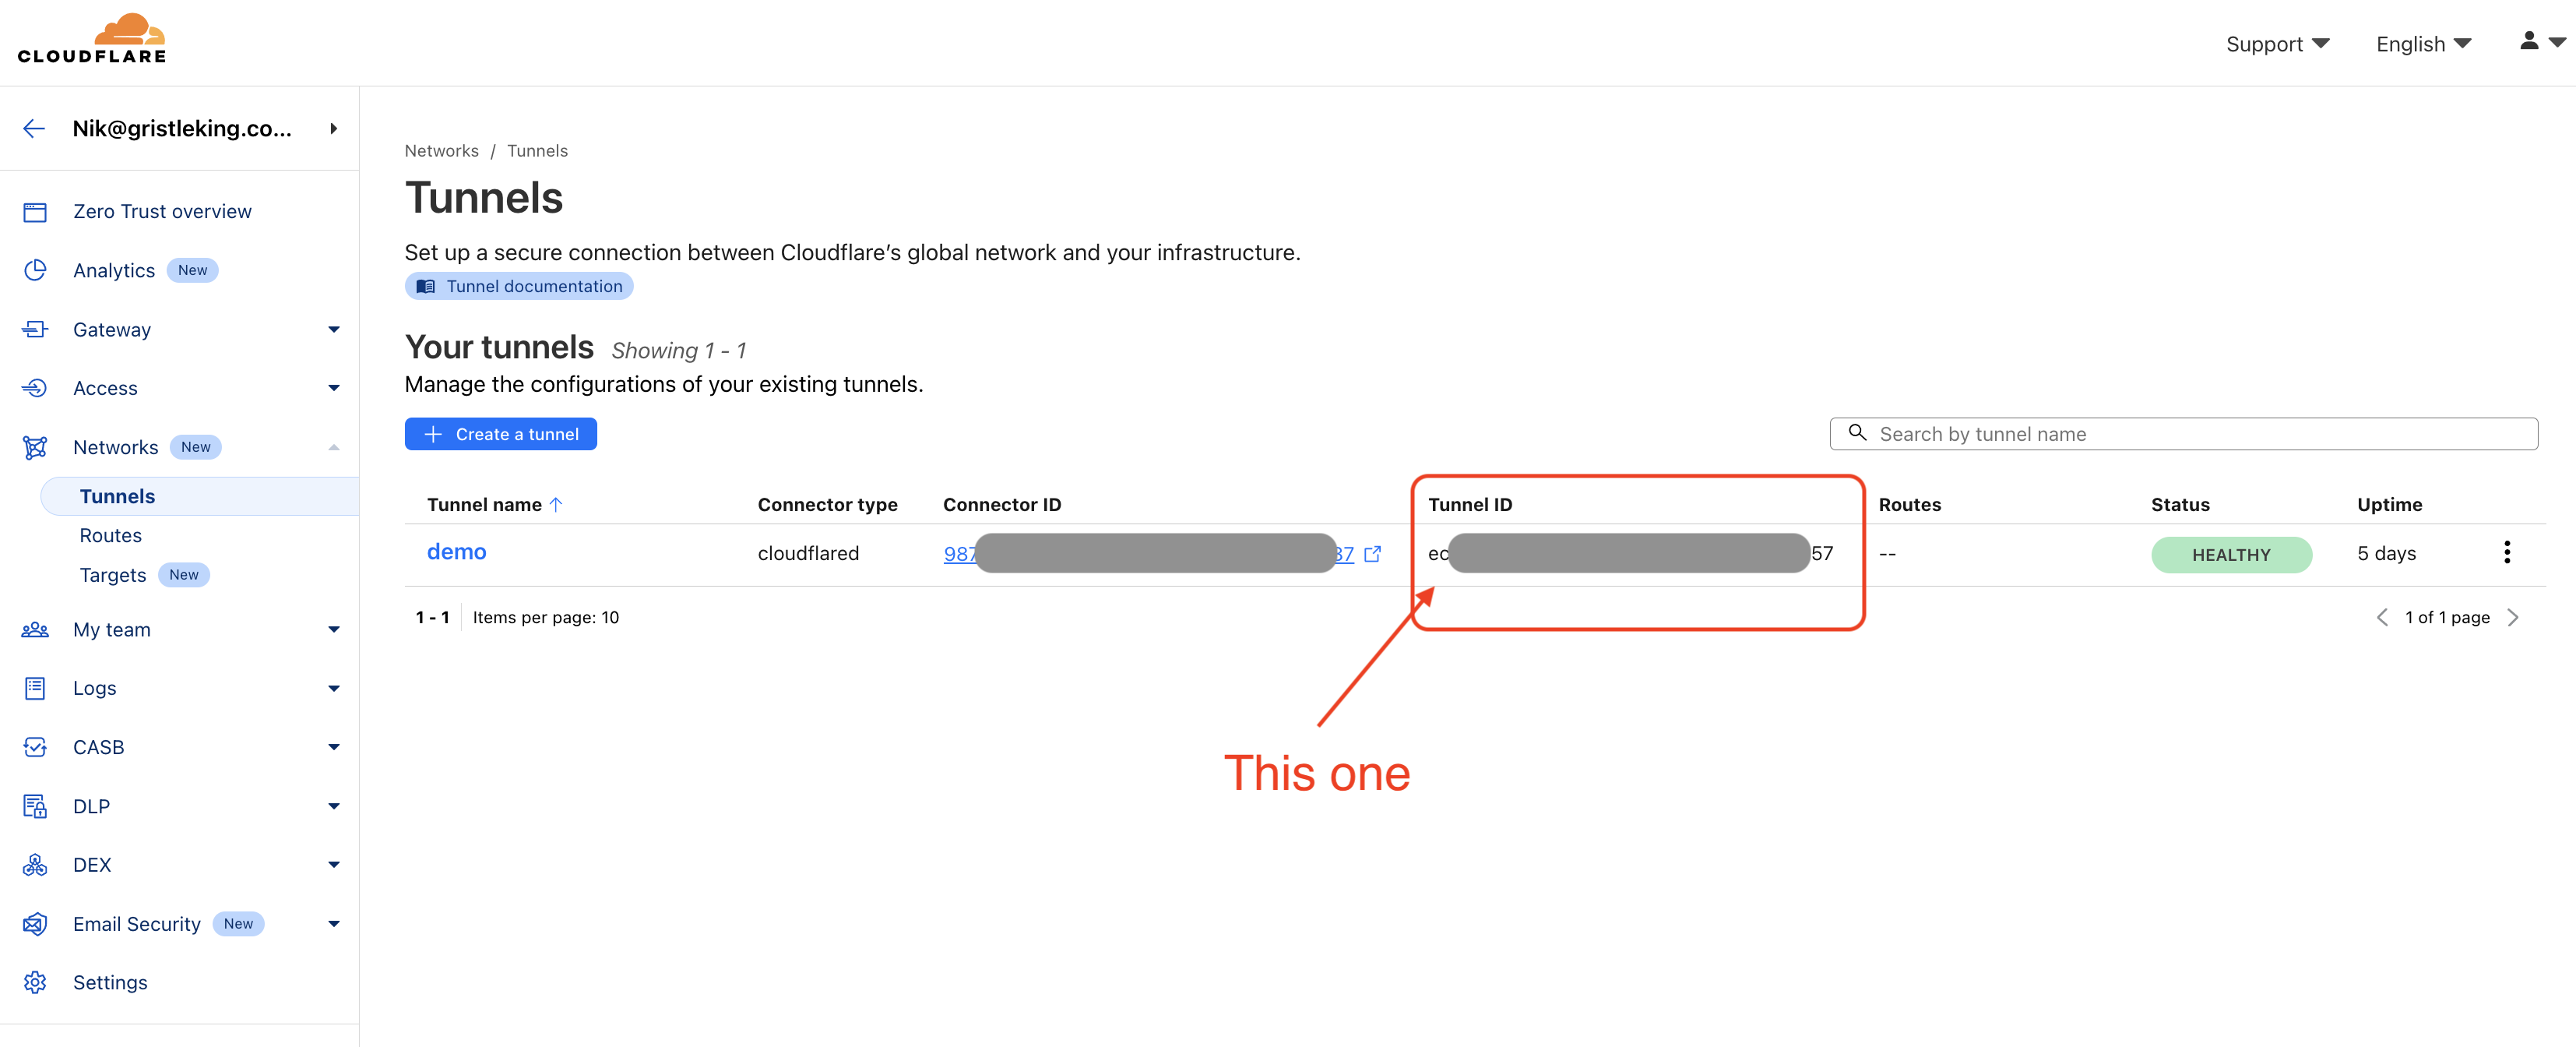 CLOUDFLARE
Support
English
Nik@gristleking.co...
Zero Trust overview
Analytics New
Gateway
Access
Networks New
Tunnels
Routes
Targets New
My team
Logs
CASB
DLP
DEX
Email Security New
Settings
Networks / Tunnels
Tunnels
Set up a secure connection between Cloudflare’s global network and your infrastructure.
Tunnel documentation
Your tunnels Showing 1 - 1
Manage the configurations of your existing tunnels.
+ Create a tunnel
Search by tunnel name
Tunnel name ↑ Connector type Connector ID Tunnel ID Routes Status Uptime
demo cloudflared 987 37 ec 57 -- HEALTHY 5 days
1 - 1 Items per page: 10
1 of 1 page
This one